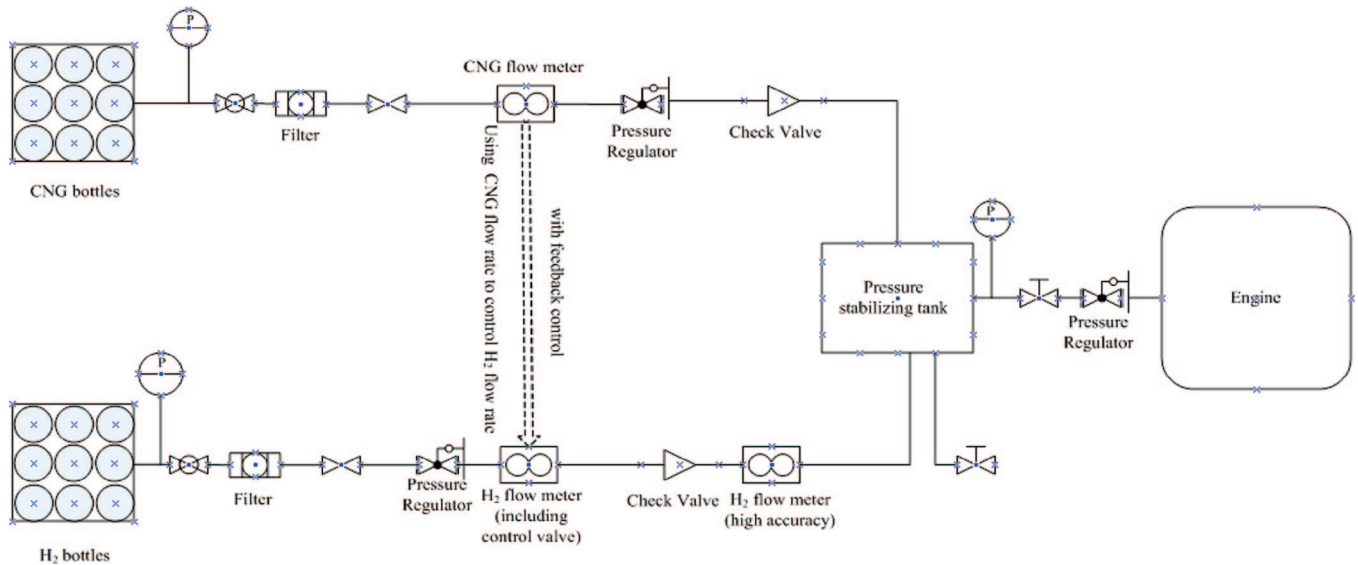 P
CNG flow meter
Filter
Pressure
Regulator
Check Valve
CNG bottles
Using CNG flow rate to control H₂ flow rate
with feedback control
P
Pressure
stabilizing tank
Engine
Pressure
Regulator
P
Filter
Pressure
Regulator
H₂ flow meter
(including
control valve)
Check Valve
H₂ flow meter
(high accuracy)
H₂ bottles